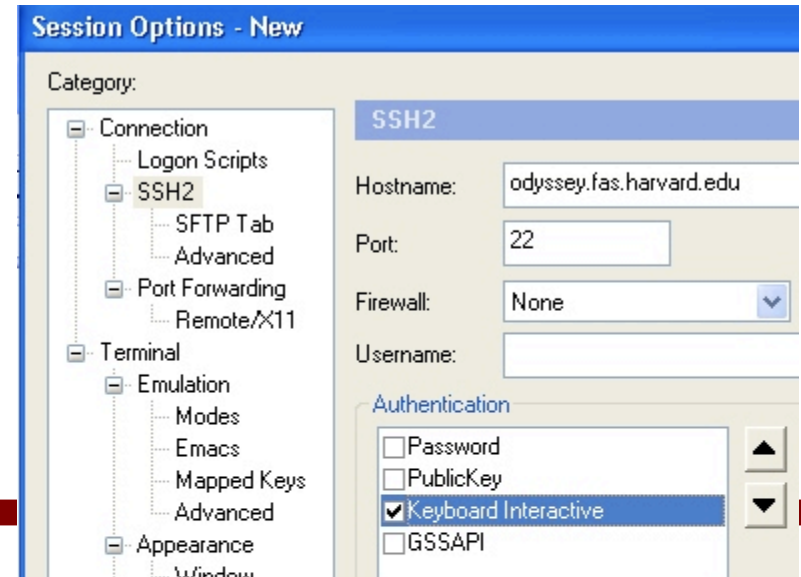 Session Options - New
Category:
Connection
Logon Scripts
SSH2
SFTP Tab
Advanced
Port Forwarding
Remote/X11
Terminal
Emulation
Modes
Emacs
Mapped Keys
Advanced
Appearance
Window
SSH2
Hostname: odyssey.fas.harvard.edu
Port: 22
Firewall: None
Username:
Authentication
Password
PublicKey
Keyboard Interactive
GSSAPI